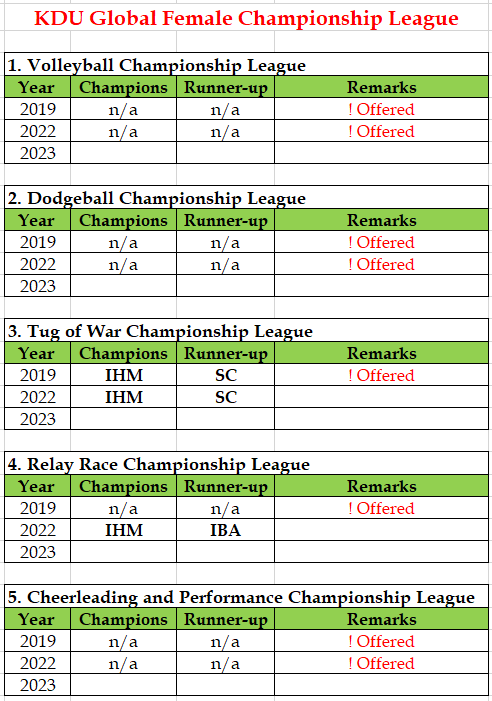 KDU Global Female Championship League
1. Volleyball Championship League
Year Champions Runner-up Remarks
2019 n/a n/a ! Offered
2022 n/a n/a ! Offered
2023
2. Dodgeball Championship League
Year Champions Runner-up Remarks
2019 n/a n/a ! Offered
2022 n/a n/a ! Offered
2023
3. Tug of War Championship League
Year Champions Runner-up Remarks
2019 IHM SC ! Offered
2022 IHM SC
2023
4. Relay Race Championship League
Year Champions Runner-up Remarks
2019 n/a n/a ! Offered
2022 IHM IBA
2023
5. Cheerleading and Performance Championship League
Year Champions Runner-up Remarks
2019 n/a n/a ! Offered
2022 n/a n/a ! Offered
2023